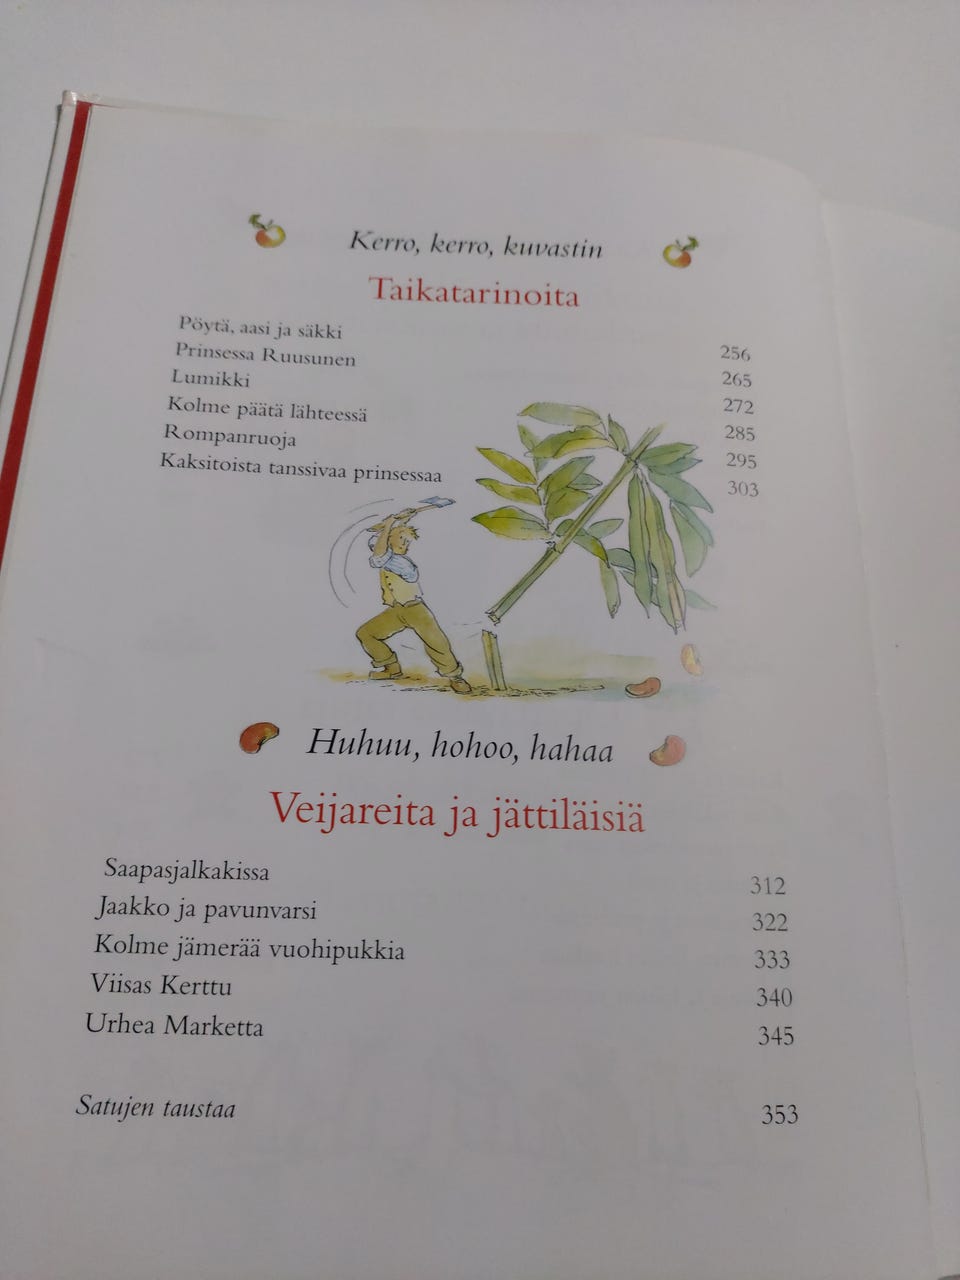 Kerro, kerro, kuvastin
Taikatarinoita
Pöytä, aasi ja säkki 256
Prinsessa Ruusunen 265
Lumikki 272
Kolme päätä lähteessä 285
Rompanruoja 295
Kaksitoista tanssivaa prinsessaa 303
Huhuu, hohoo, hahaa
Veijareita ja jättiläisiä
Saapasjalkakissa 312
Jaakko ja pavunvarsi 322
Kolme jämerää vuohipukkia 333
Viisas Kerttu 340
Urhea Marketta 345
Satujen taustaa 353